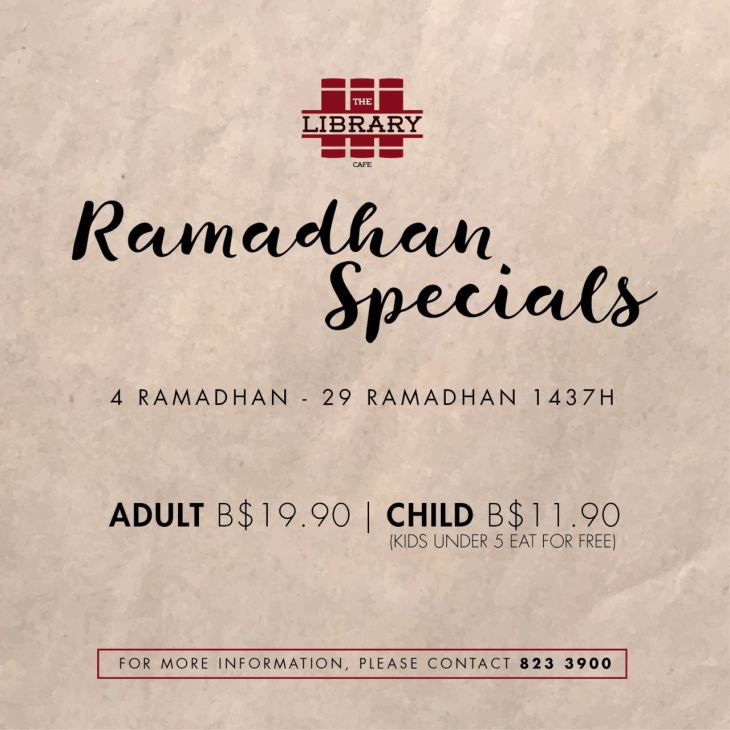 THE
LIBRARY
CAFE
Ramadhan
Specials
4 RAMADHAN - 29 RAMADHAN 1437H
ADULT B$19.90 | CHILD B$11.90
(KIDS UNDER 5 EAT FOR FREE)
FOR MORE INFORMATION, PLEASE CONTACT 823 3900